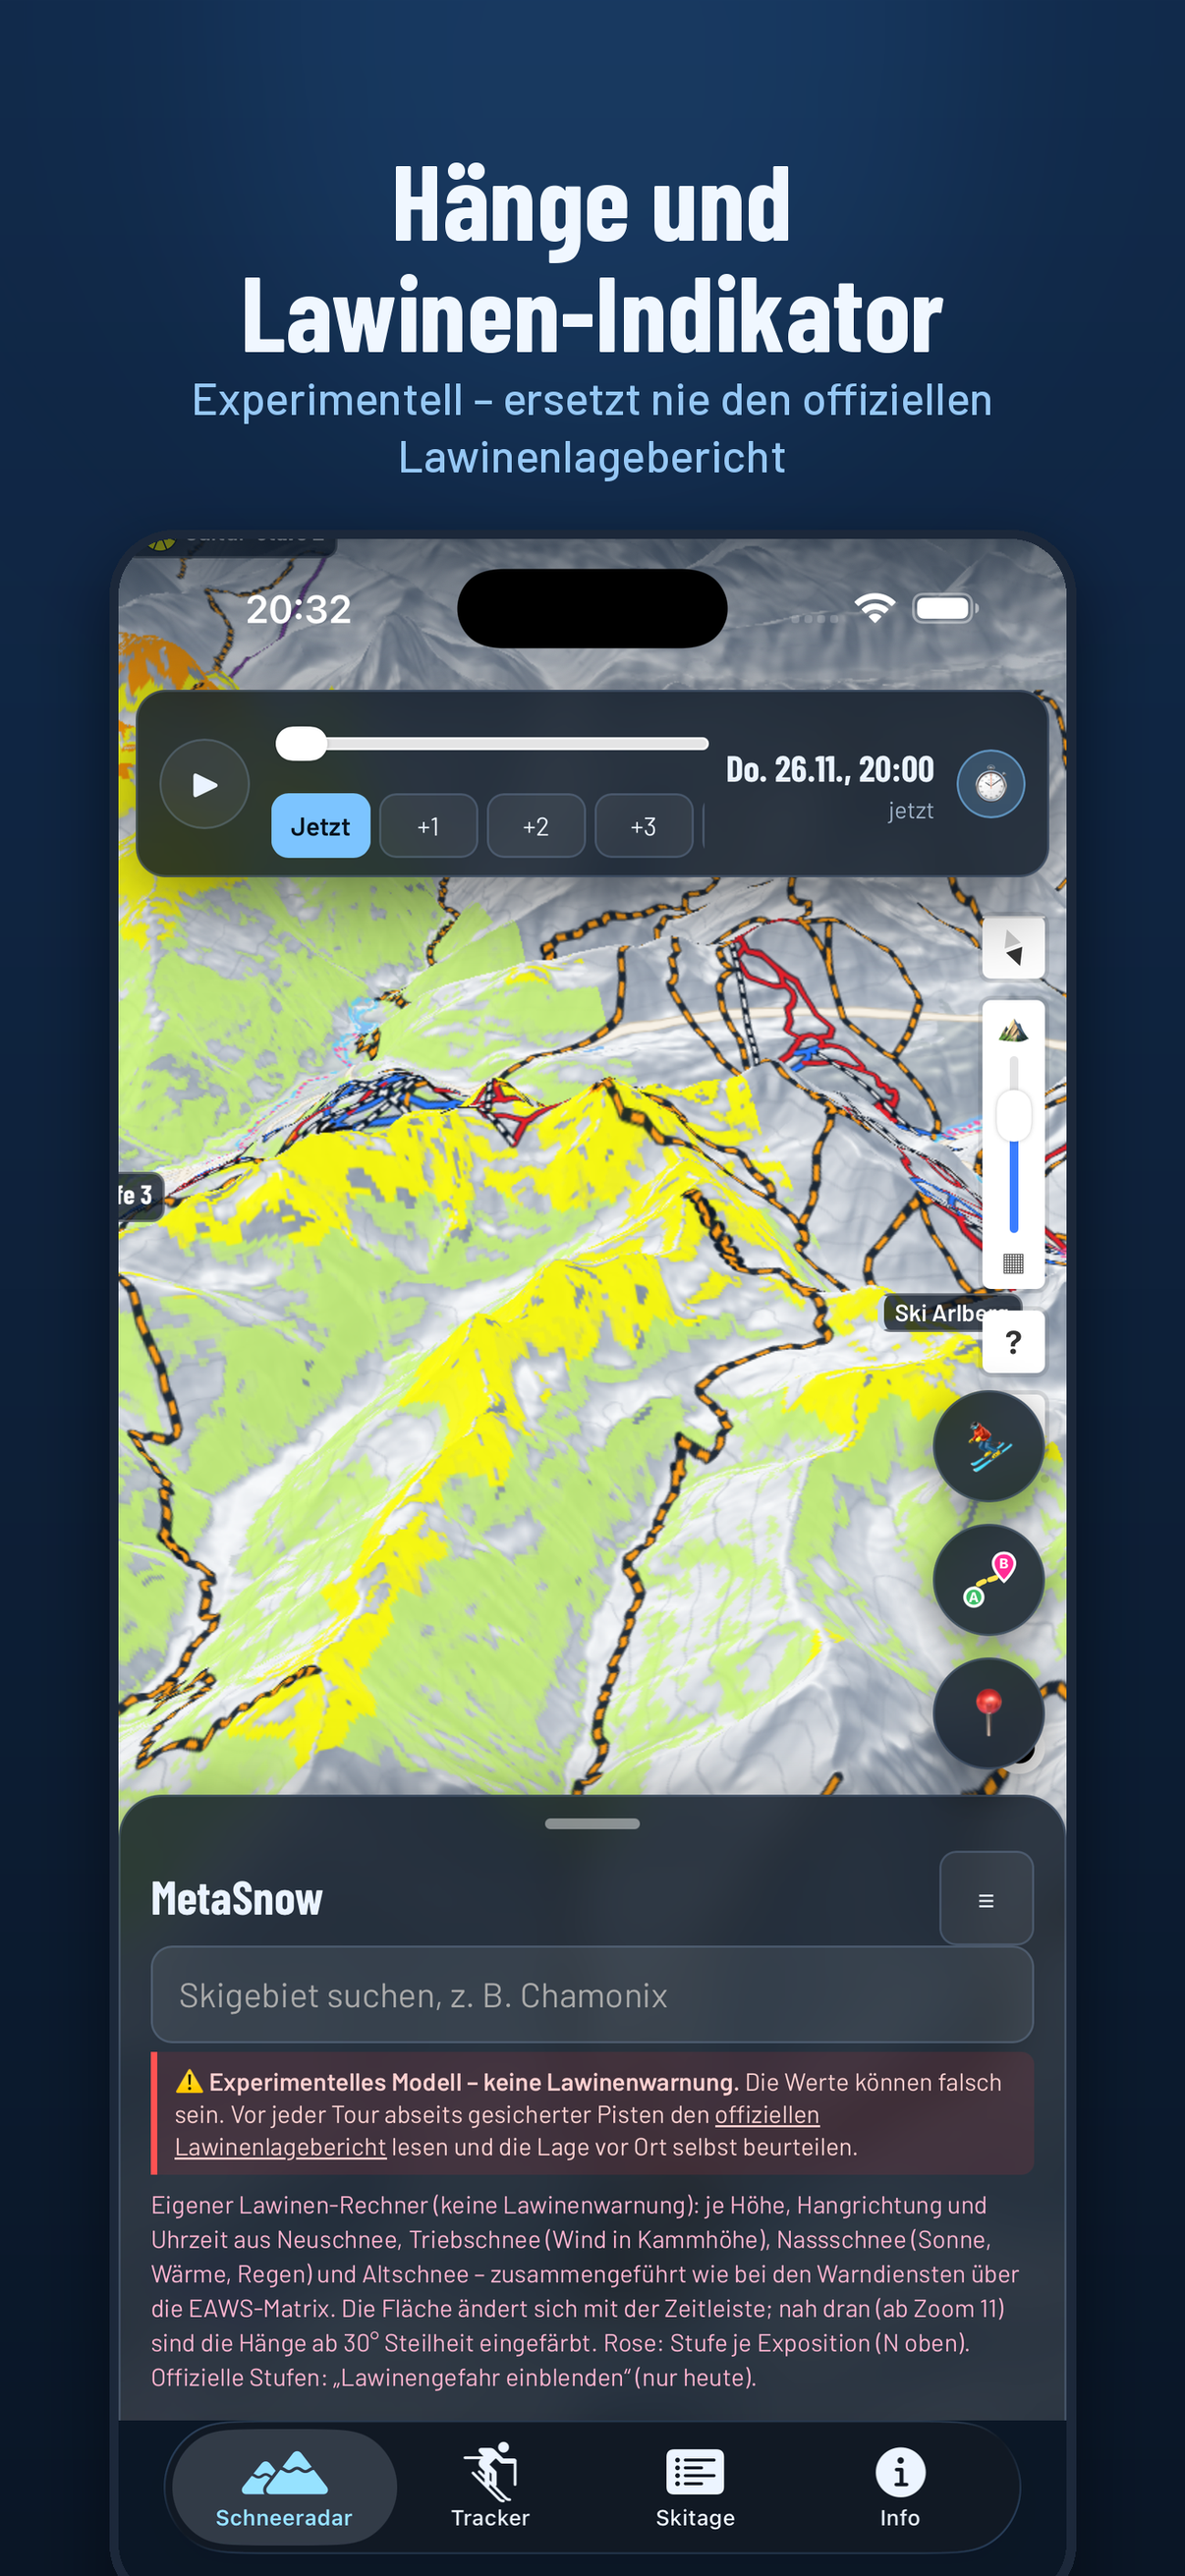 Hänge und
Lawinen-Indikator
Experimentell – ersetzt nie den offiziellen
Lawinenlagebericht
20:32
Do. 26.11., 20:00
jetzt
Jetzt +1 +2 +3
fe 3
Ski Arlberg
?
B
A
MetaSnow
Skigebiet suchen, z. B. Chamonix
⚠️ Experimentelles Modell – keine Lawinenwarnung. Die Werte können falsch
sein. Vor jeder Tour abseits gesicherter Pisten den offiziellen
Lawinenlagebericht lesen und die Lage vor Ort selbst beurteilen.
Eigener Lawinen-Rechner (keine Lawinenwarnung): je Höhe, Hangrichtung und
Uhrzeit aus Neuschnee, Triebschnee (Wind in Kammhöhe), Nassschnee (Sonne,
Wärme, Regen) und Altschnee – zusammengeführt wie bei den Warndiensten über
die EAWS-Matrix. Die Fläche ändert sich mit der Zeitleiste; nah dran (ab Zoom 11)
sind die Hänge ab 30° Steilheit eingefärbt. Rose: Stufe je Exposition (N oben).
Offizielle Stufen: „Lawinengefahr einblenden“ (nur heute).
Schneeradar
Tracker
Skitage
Info